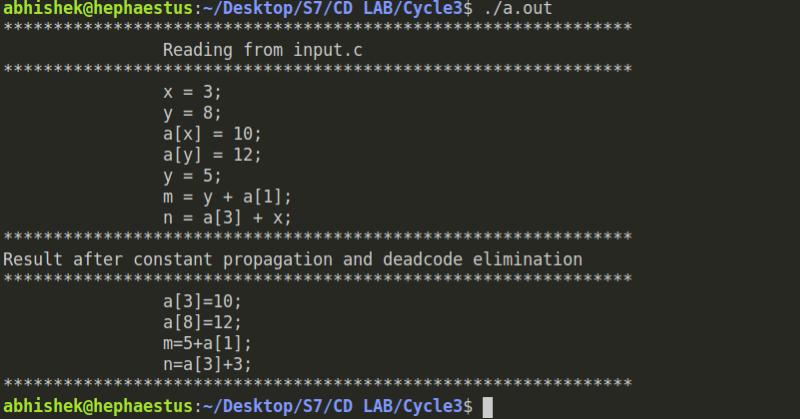 abhishek@hephaestus:~/Desktop/S7/CD LAB/Cycle3$ ./a.out
***************************************************************
Reading from input.c
***************************************************************
x = 3;
y = 8;
a[x] = 10;
a[y] = 12;
y = 5;
m = y + a[1];
n = a[3] + x;
***************************************************************
Result after constant propagation and deadcode elimination
***************************************************************
a[3]=10;
a[8]=12;
m=5+a[1];
n=a[3]+3;
***************************************************************
abhishek@hephaestus:~/Desktop/S7/CD LAB/Cycle3$